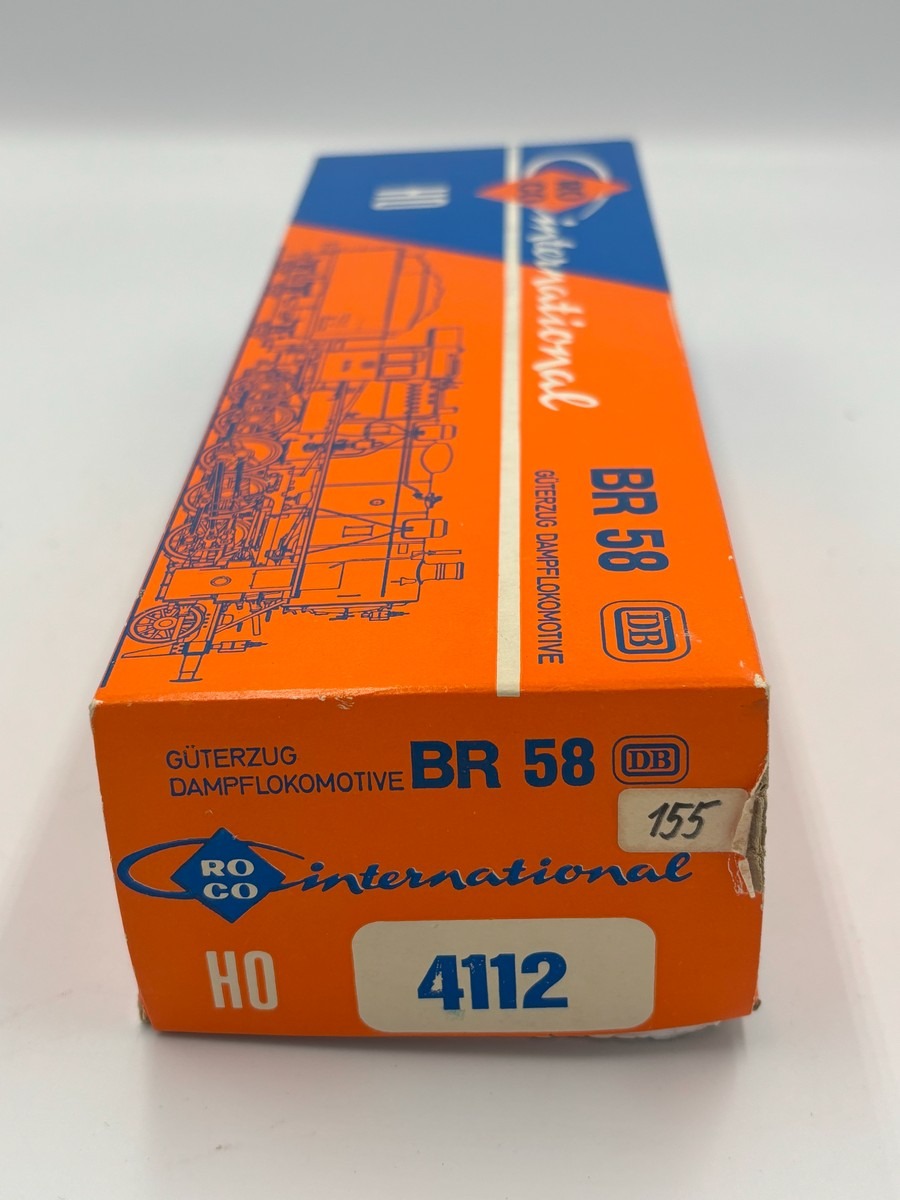 HO
RO
CO
international
BR 58
DB
GÜTERZUG DAMPFLOKOMOTIVE
GÜTERZUG
DAMPFLOKOMOTIVE BR 58 DB
155
RO
CO
international
HO
4112